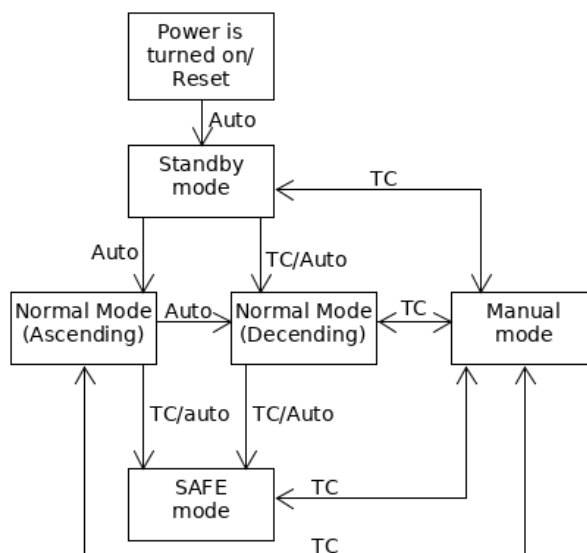 Power is
turned on/
Reset
Auto
Standby
mode
TC
Auto
TC/Auto
Normal Mode
(Ascending)
Auto
Normal Mode
(Decending)
TC
Manual
mode
TC/auto
TC/Auto
SAFE
mode
TC
TC